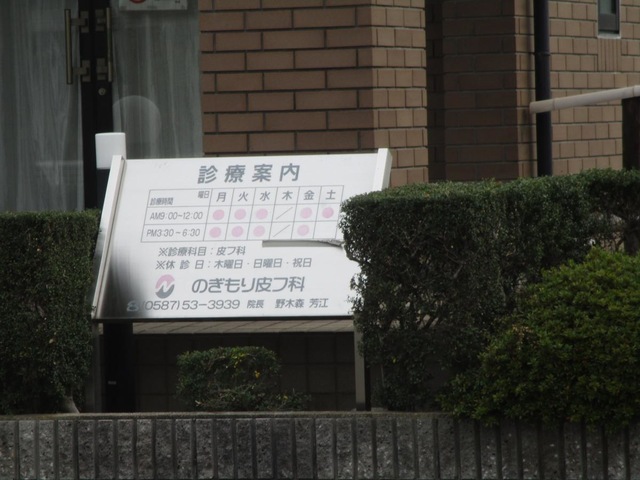 診療案内
診療時間 曜日 月 火 水 木 金 土
AM9:00~12:00 ● ● ● ／ ● ●
PM3:30~6:30 ● ● ● ／ ●
※診療科目：皮フ科
※休診日：木曜日・日曜日・祝日
のぎもり皮フ科
(0587)53-3939 院長 野木森 芳江